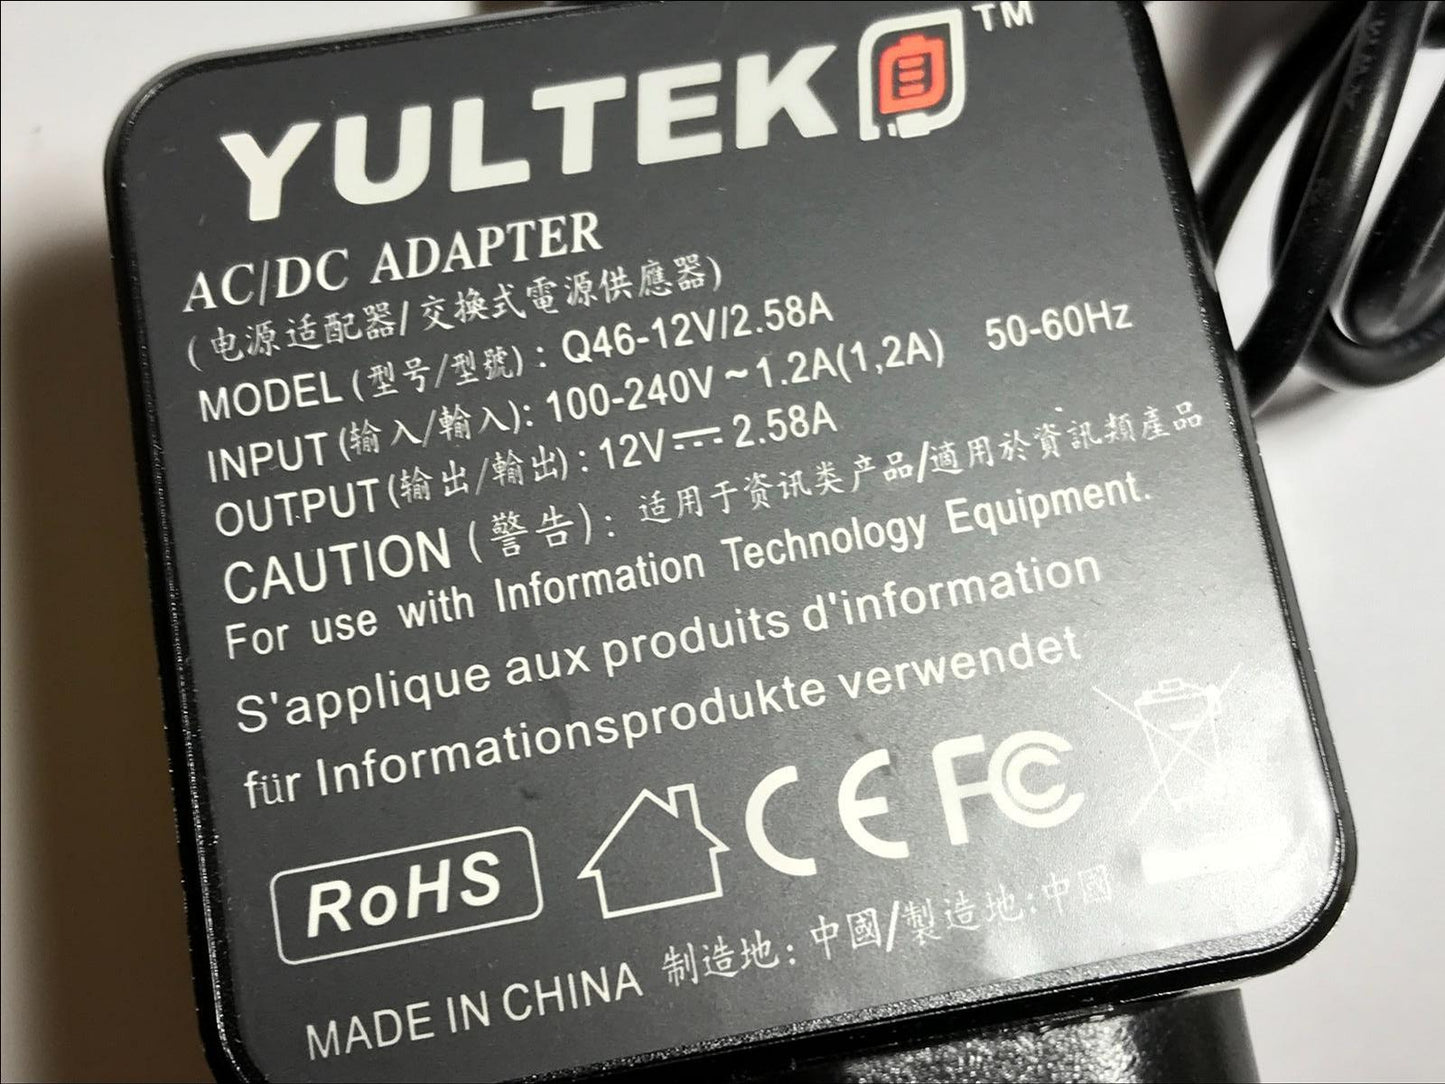 YULTEK TM
AC/DC ADAPTER
(电源适配器/交換式電源供應器)
MODEL(型号/型號): Q46-12V/2.58A
INPUT(输入/輸入): 100-240V~1.2A(1,2A) 50-60Hz
OUTPUT(输出/輸出): 12V⎓2.58A
CAUTION(警告): 适用于资讯类产品/適用於資訊類產品
For use with Information Technology Equipment.
S'applique aux produits d'information
für Informationsprodukte verwendet
RoHS CE FC
MADE IN CHINA 制造地: 中國/製造地:中國